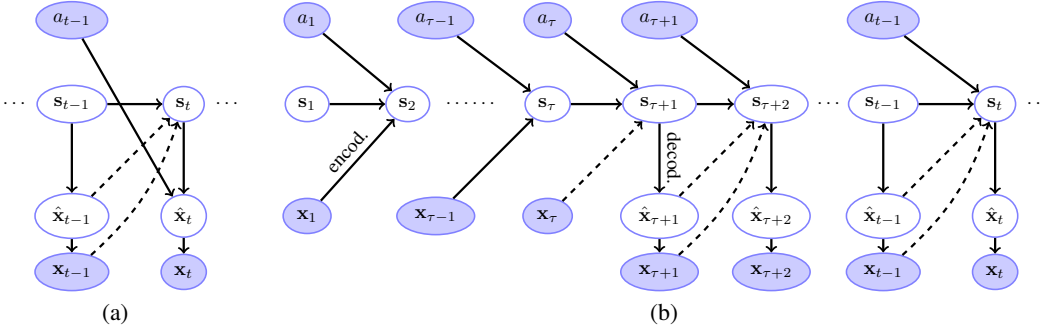 a_{t−1} a_1 a_{τ−1} a_τ a_{τ+1} a_{t−1}
··· s_{t−1} s_t ··· s_1 s_2 ······ s_τ s_{τ+1} s_{τ+2} ··· s_{t−1} s_t ··
encod. decod.
x̂_{t−1} x̂_t x_1 x_{τ−1} x_τ x̂_{τ+1} x̂_{τ+2} x̂_{t−1} x̂_t
x_{t−1} x_t x_{τ+1} x_{τ+2} x_{t−1} x_t
(a) (b)